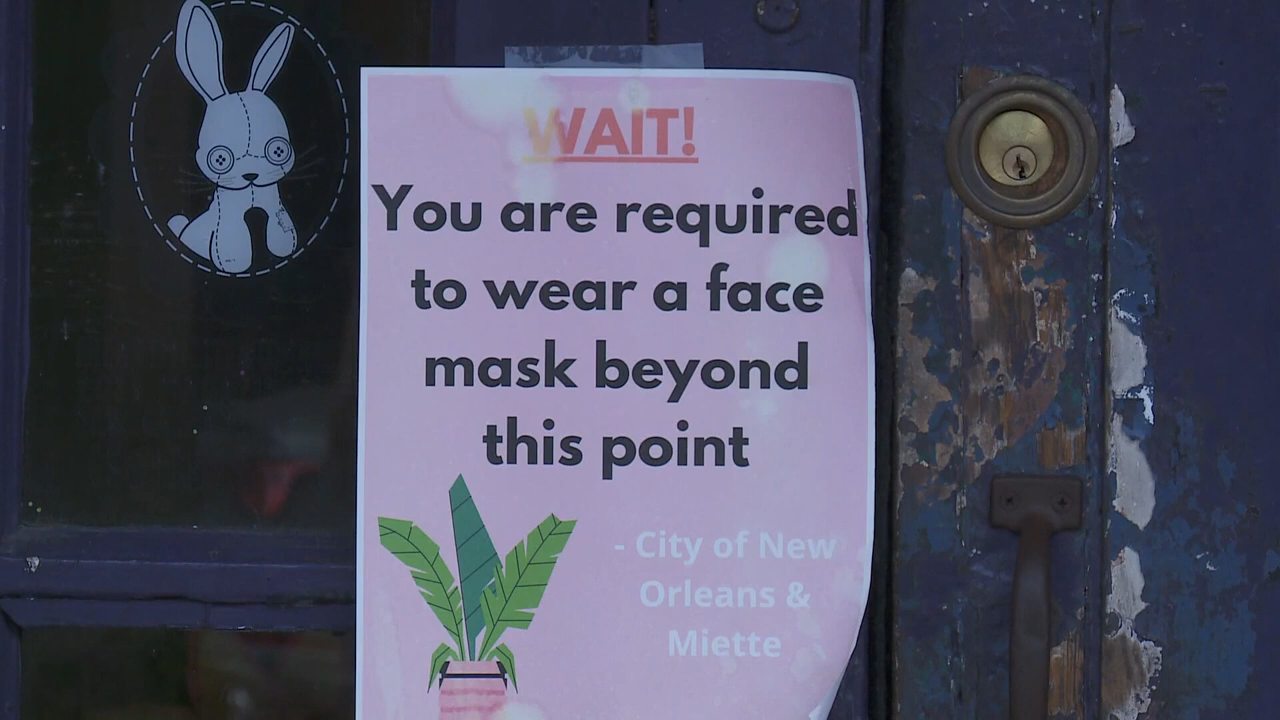 WAIT!
You are required
to wear a face
mask beyond
this point
- City of New
Orleans &
Miette